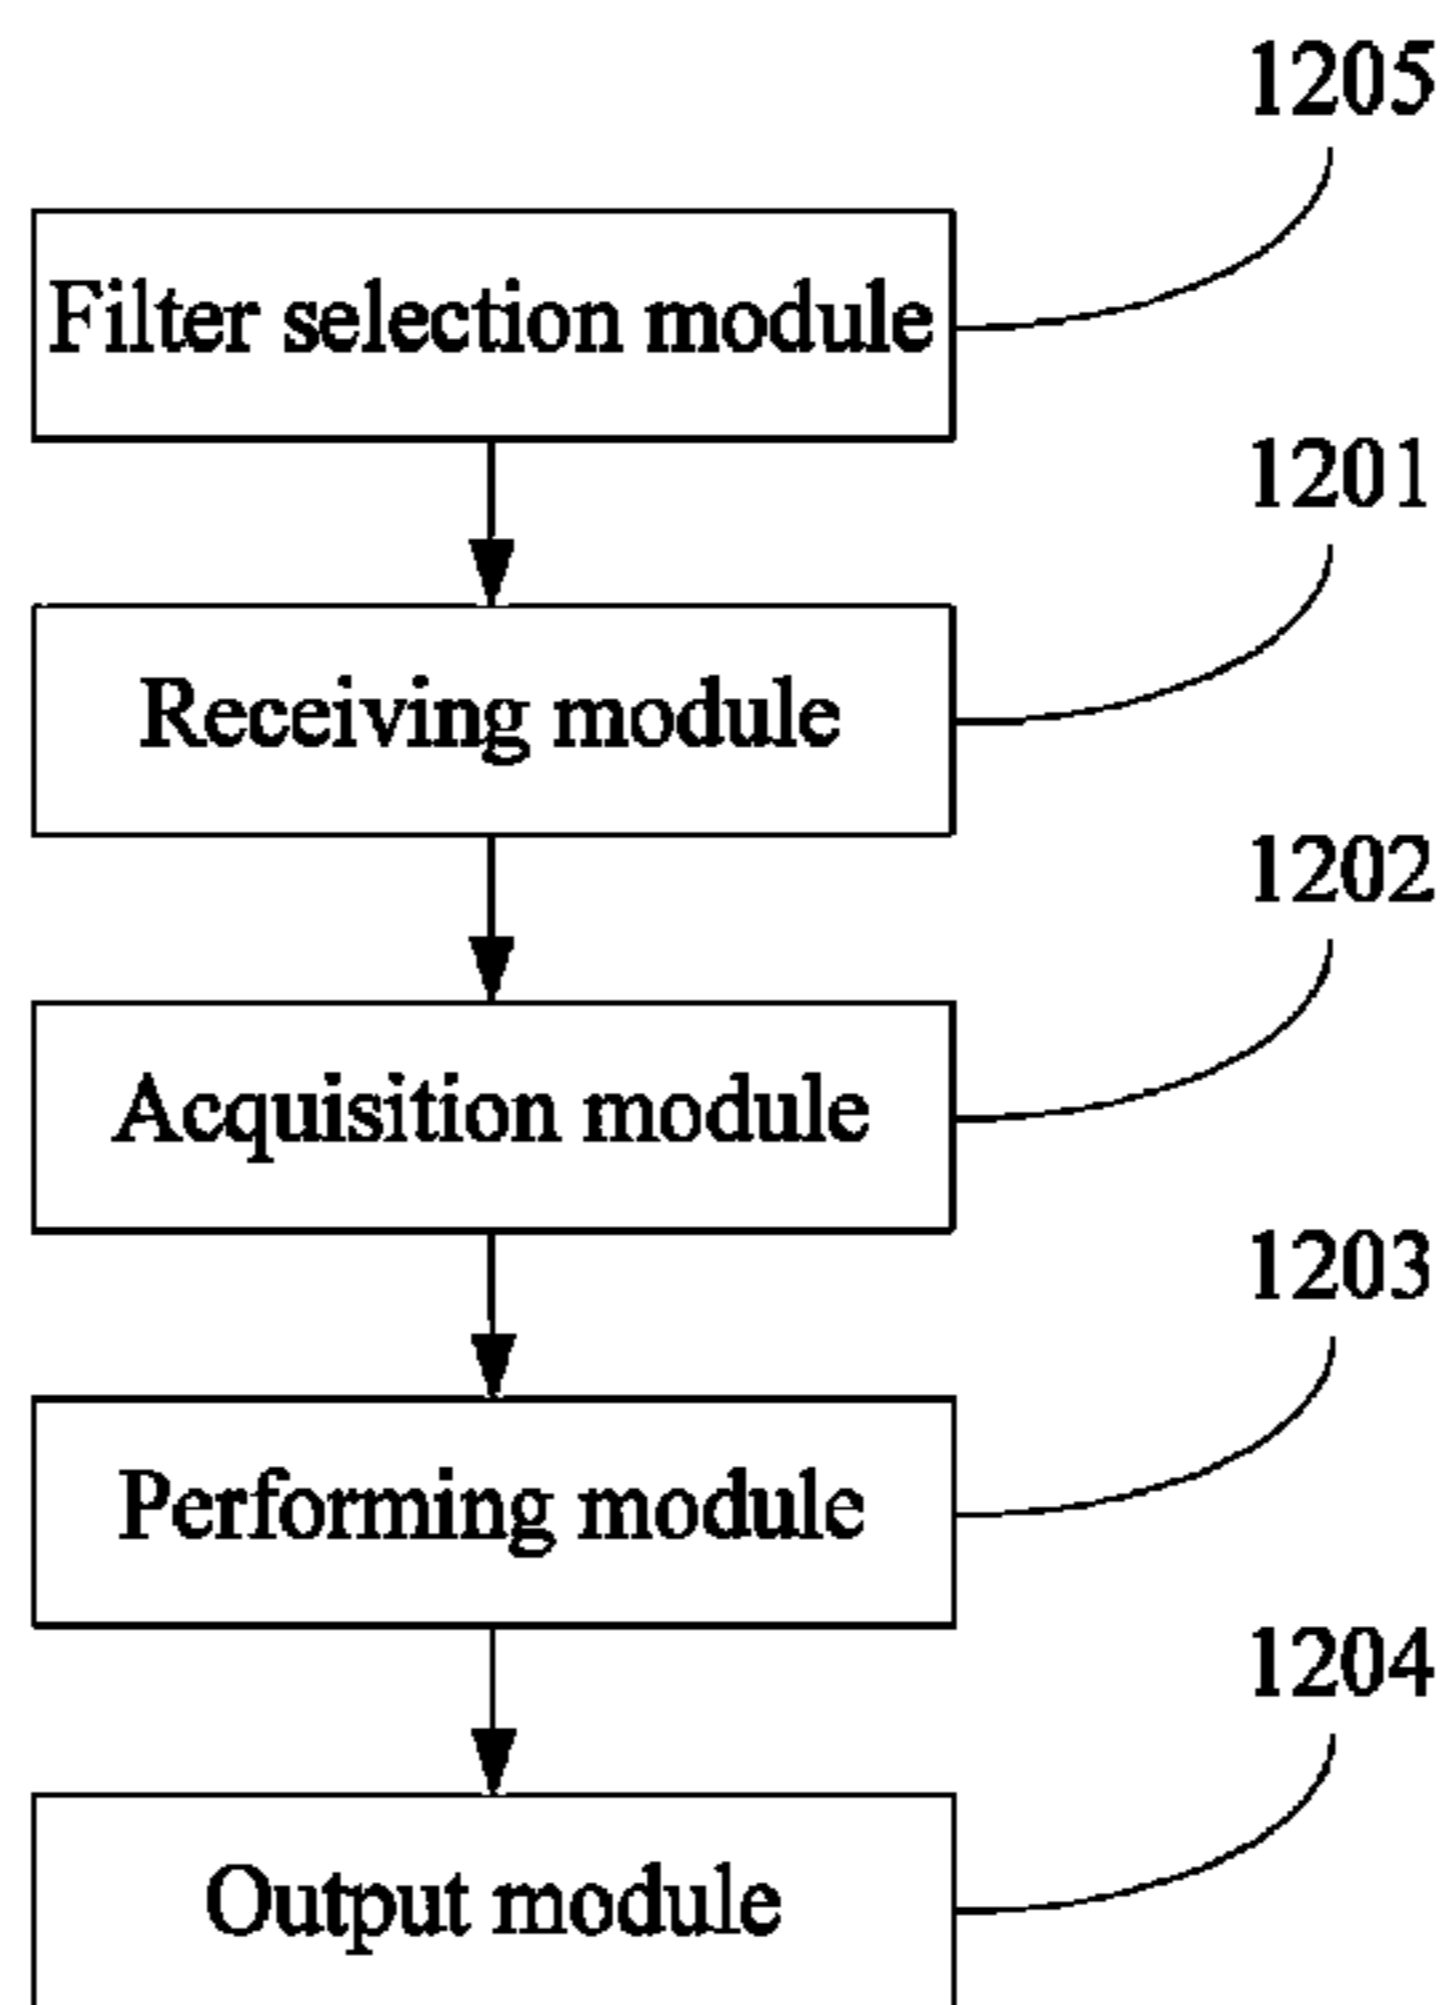 1205
Filter selection module
1201
Receiving module
1202
Acquisition module
1203
Performing module
1204
Output module